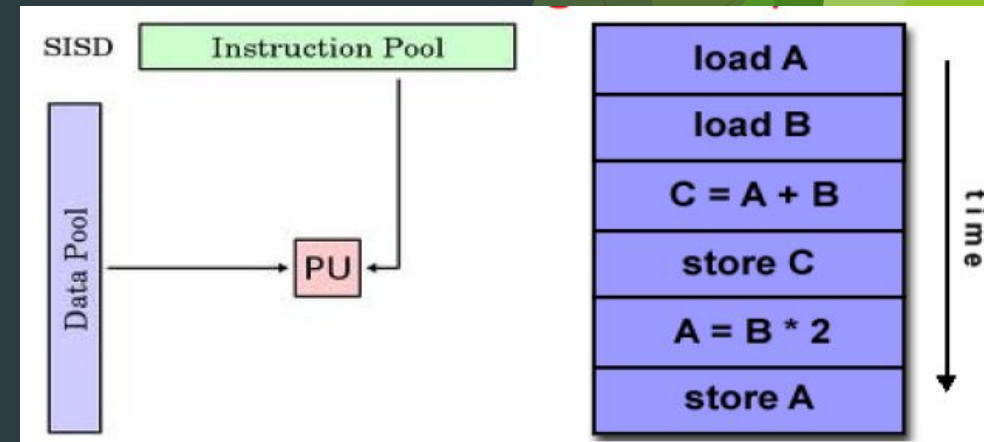 SISD
Instruction Pool
Data Pool
PU
load A
load B
C = A + B
store C
A = B * 2
store A
time